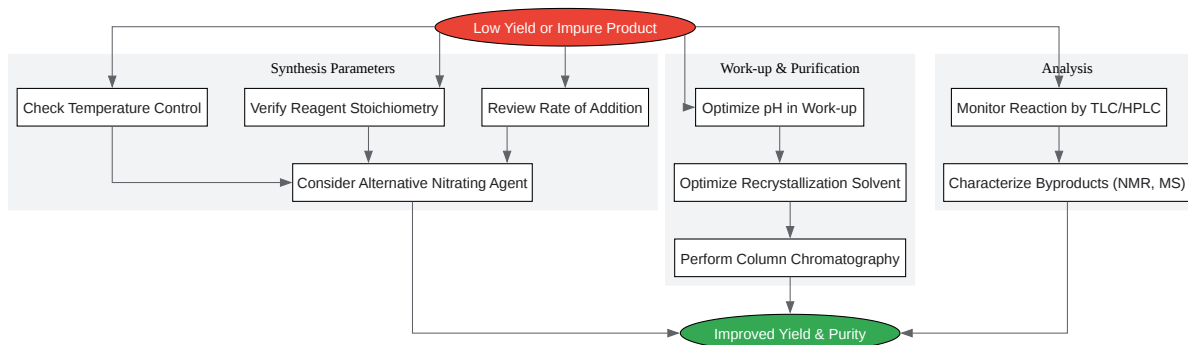 Low Yield or Impure Product
Synthesis Parameters
Work-up & Purification
Analysis
Check Temperature Control
Verify Reagent Stoichiometry
Review Rate of Addition
Optimize pH in Work-up
Monitor Reaction by TLC/HPLC
Consider Alternative Nitrating Agent
Optimize Recrystallization Solvent
Characterize Byproducts (NMR, MS)
Perform Column Chromatography
Improved Yield & Purity